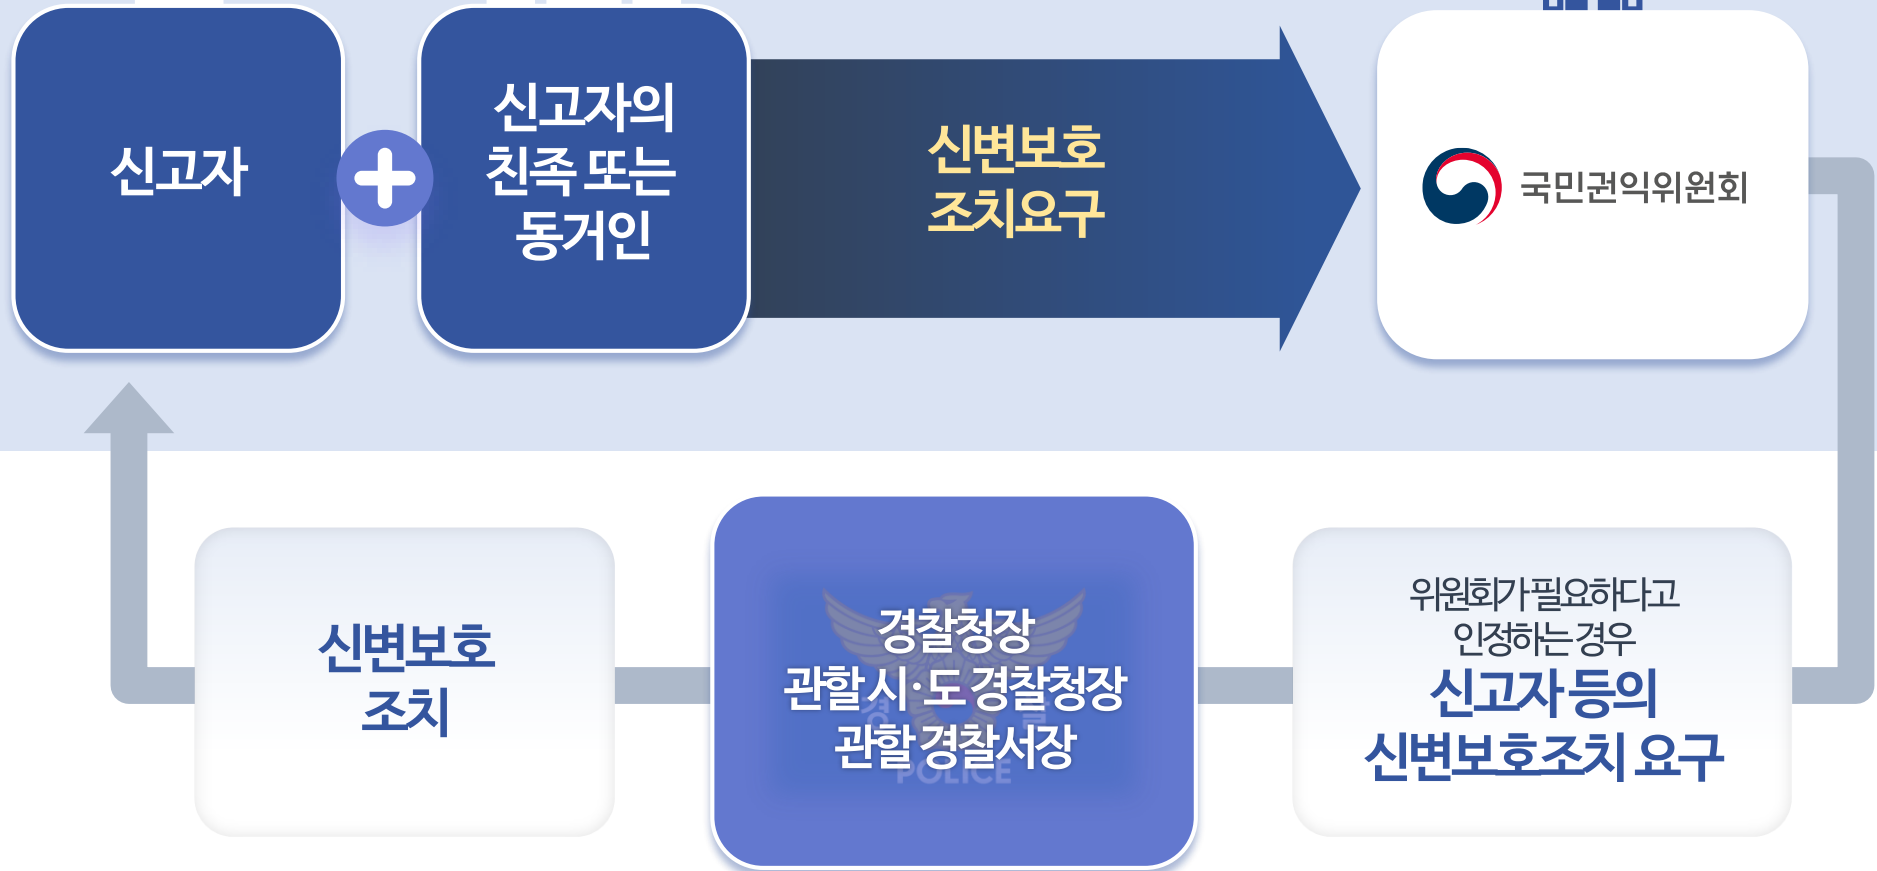 신고자
신고자의
친족 또는
동거인
신변보호
조치요구
국민권익위원회
신변보호
조치
경찰청장
관할 시·도 경찰청장
관할 경찰서장
경 찰
POLICE
위원회가 필요하다고
인정하는 경우
신고자 등의
신변보호조치 요구